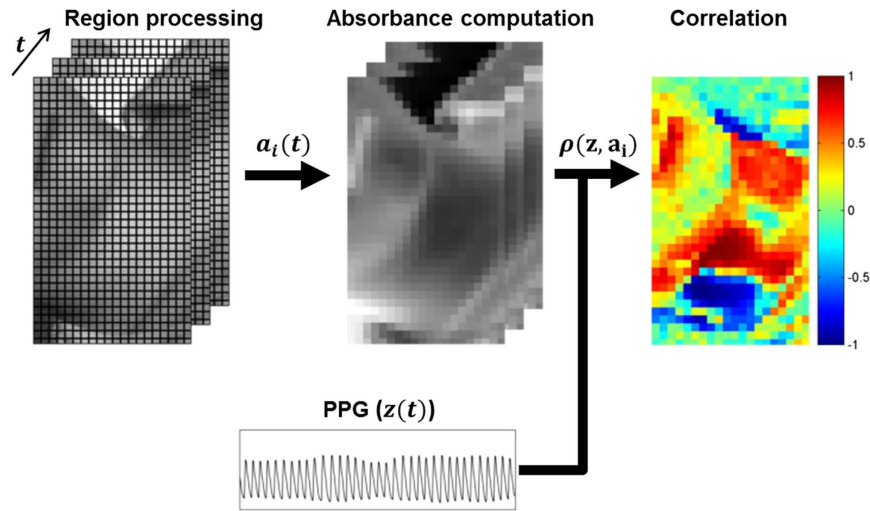 Region processing
Absorbance computation
Correlation
t
aᵢ(t)
ρ(z, aᵢ)
1
0.5
0
-0.5
-1
PPG (z(t))